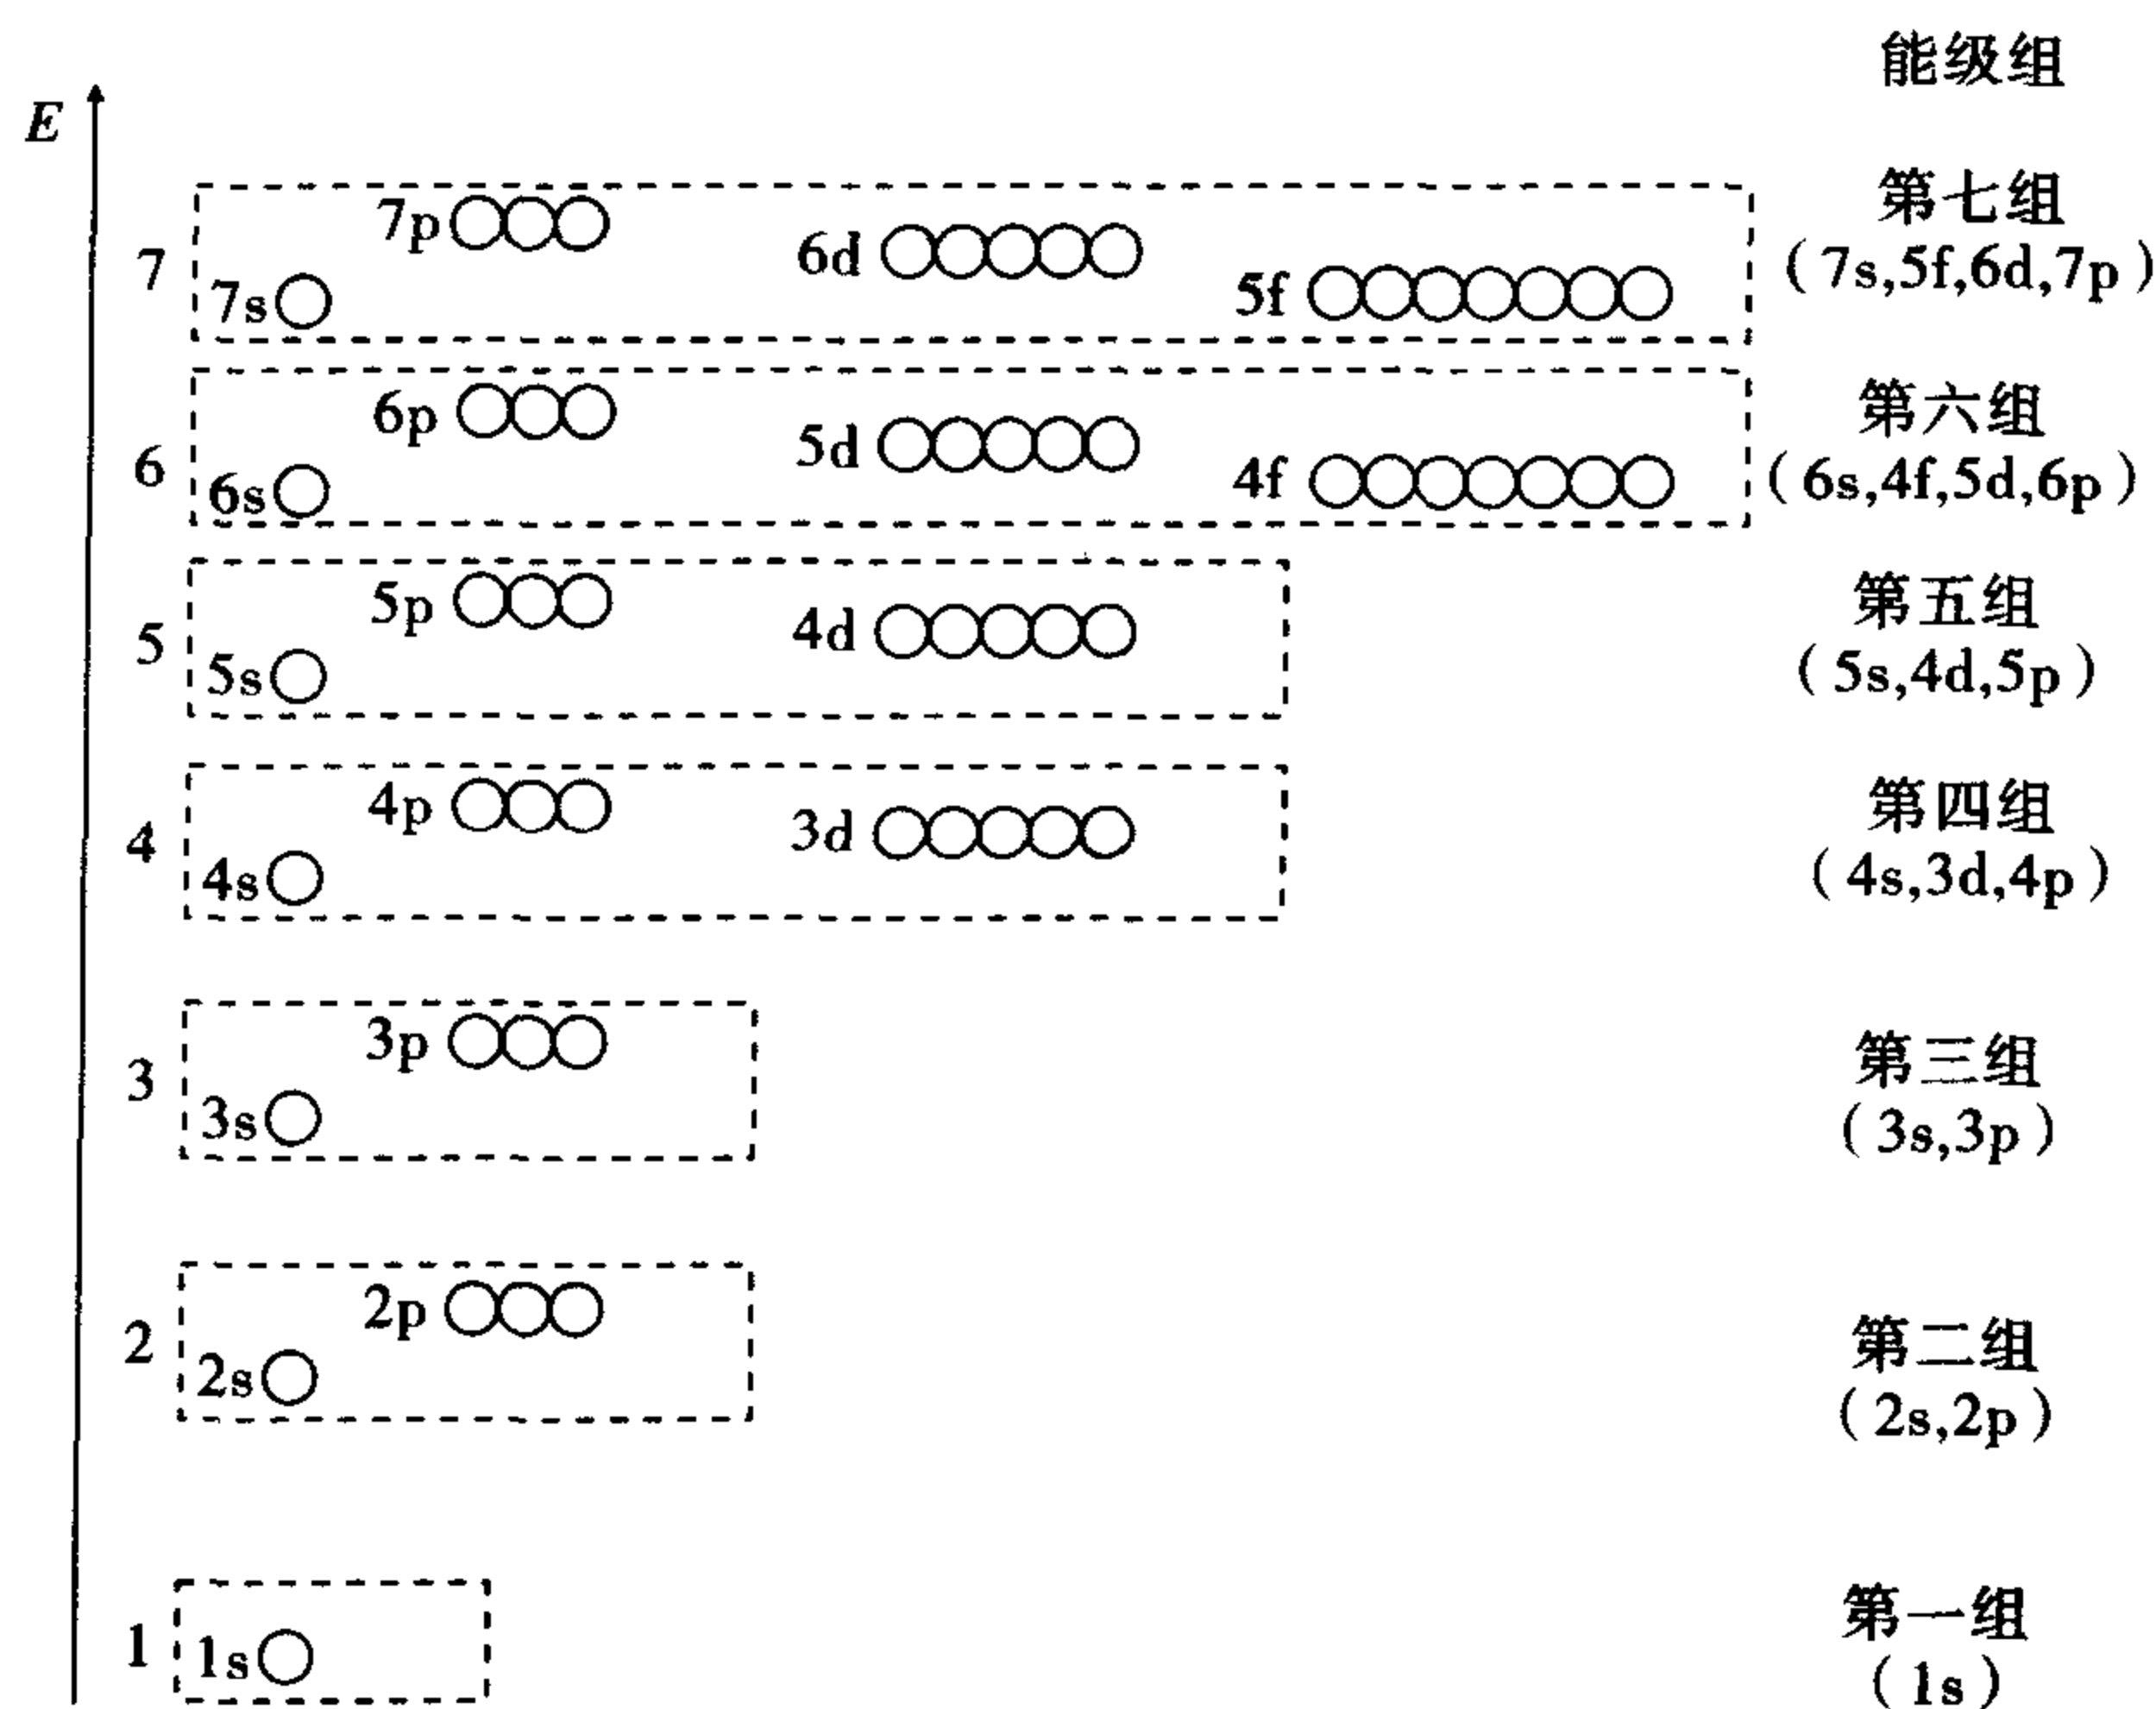 能级组
E
第七组
7p
6d
(7s,5f,6d,7p)
7
7s
5f
第六组
6p
5d
(6s,4f,5d,6p)
6
6s
4f
第五组
5p
4d
(5s,4d,5p)
5
5s
第四组
4p
3d
(4s,3d,4p)
4
4s
第三组
3p
(3s,3p)
3
3s
第二组
2p
(2s,2p)
2
2s
第一组
1
1s
(1s)